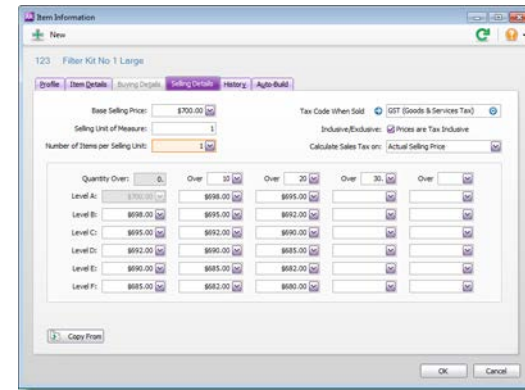 Item Information
New
123 Filter Kit No 1 Large
Profile Item Details Buying Details Selling Details History Auto-Build
Base Selling Price: $700.00 Tax Code When Sold GST (Goods & Services Tax)
Selling Unit of Measure: 1 Inclusive/Exclusive: Prices are Tax Inclusive
Number of Items per Selling Unit: 1 Calculate Sales Tax on: Actual Selling Price
Quantity Over: 0. Over 10 Over 20 Over 30. Over
Level A: $700.00 $698.00 $695.00
Level B: $698.00 $695.00 $692.00
Level C: $695.00 $692.00 $690.00
Level D: $692.00 $690.00 $685.00
Level E: $690.00 $685.00 $682.00
Level F: $685.00 $682.00 $680.00
Copy From
OK Cancel